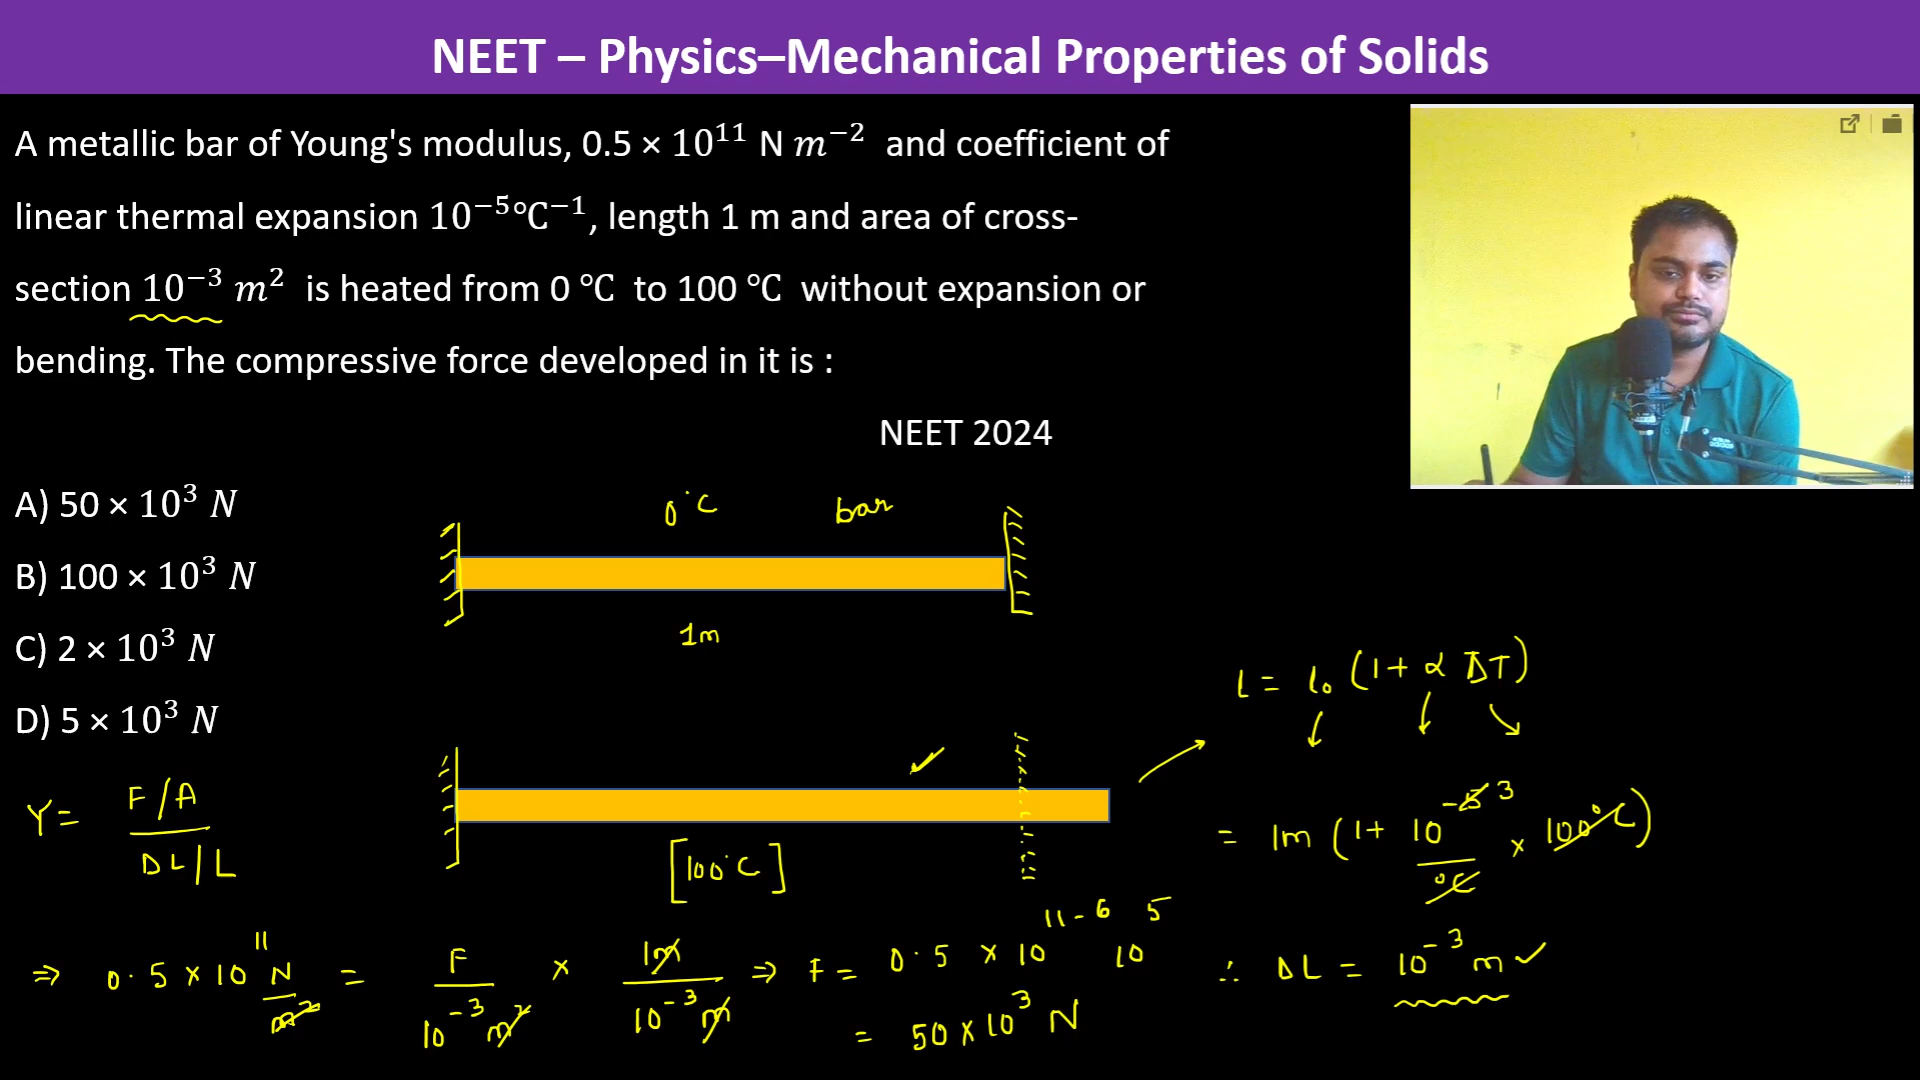 NEET – Physics–Mechanical Properties of Solids
A metallic bar of Young's modulus, 0.5 × 10¹¹ N m⁻² and coefficient of
linear thermal expansion 10⁻⁵°C⁻¹, length 1 m and area of cross-
section 10⁻³ m² is heated from 0 ℃ to 100 ℃ without expansion or
bending. The compressive force developed in it is :
NEET 2024
A) 50 × 10³ N
B) 100 × 10³ N
C) 2 × 10³ N
D) 5 × 10³ N
0°C bar
1m
L = l₀ (1 + α ΔT)
[100°C]
= 1m (1 + 10⁻⁵ ³ / °C × 100°C)
∴ ΔL = 10⁻³ m
Y = F/A / ΔL/L
⇒ 0.5 × 10¹¹ N/m² = F / 10⁻³ m² × 1m / 10⁻³ m ⇒ F = 0.5 × 10¹¹⁻⁶ 10⁵
= 50 × 10³ N